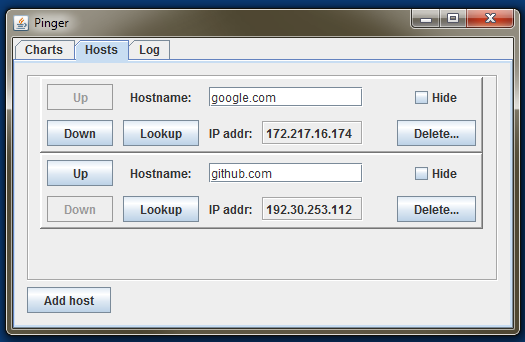 Pinger
Charts Hosts Log
Up Hostname: google.com Hide
Down Lookup IP addr: 172.217.16.174 Delete...
Up Hostname: github.com Hide
Down Lookup IP addr: 192.30.253.112 Delete...
Add host